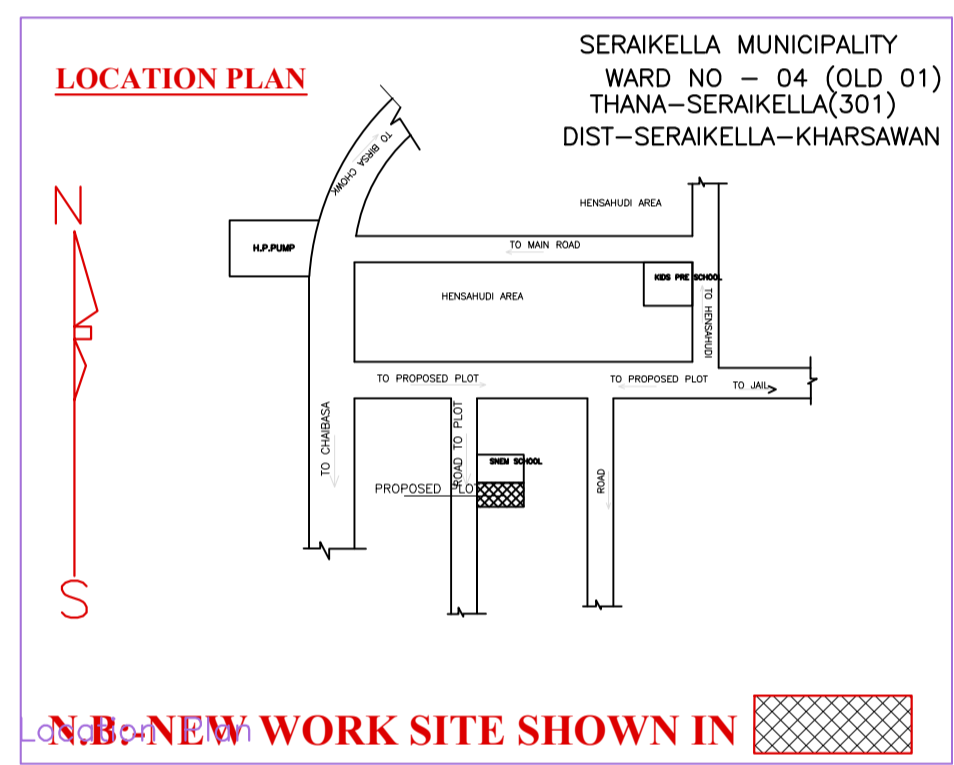 LOCATION PLAN
SERAIKELLA MUNICIPALITY
WARD NO - 04 (OLD 01)
THANA-SERAIKELLA(301)
DIST-SERAIKELLA-KHARSAWAN
N
TO BIRSA CHOWK
HENSAHUDI AREA
H.P.PUMP
TO MAIN ROAD
KIDS PRE SCHOOL
HENSAHUDI AREA
TO HENSAHUDI
TO PROPOSED PLOT
TO PROPOSED PLOT
TO JAIL
TO CHAIBASA
ROAD TO PLOT
SNEM SCHOOL
ROAD
PROPOSED PLOT
S
N.B:-NEW WORK SITE SHOWN IN
Location Plan